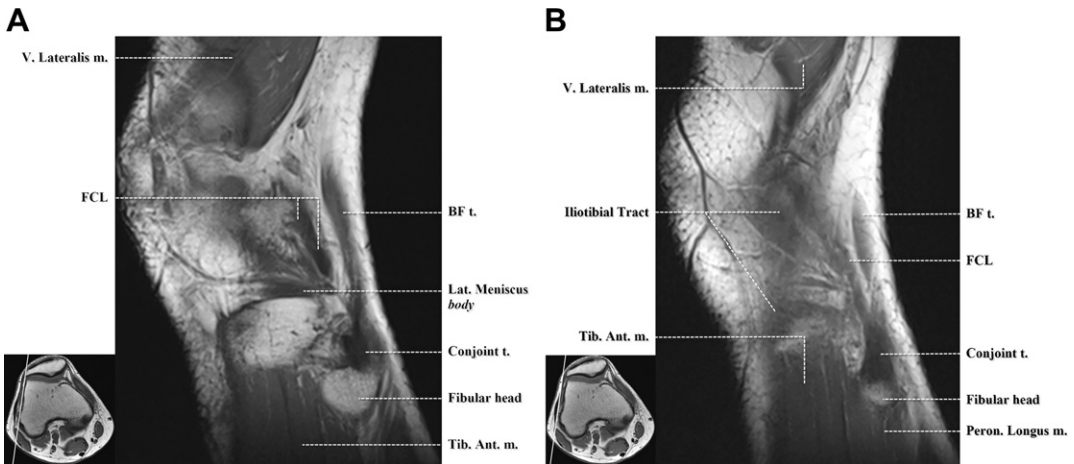 A
V. Lateralis m.
FCL
BF t.
Lat. Meniscus
body
Conjoint t.
Fibular head
Tib. Ant. m.
B
V. Lateralis m.
Iliotibial Tract
BF t.
FCL
Tib. Ant. m.
Conjoint t.
Fibular head
Peron. Longus m.